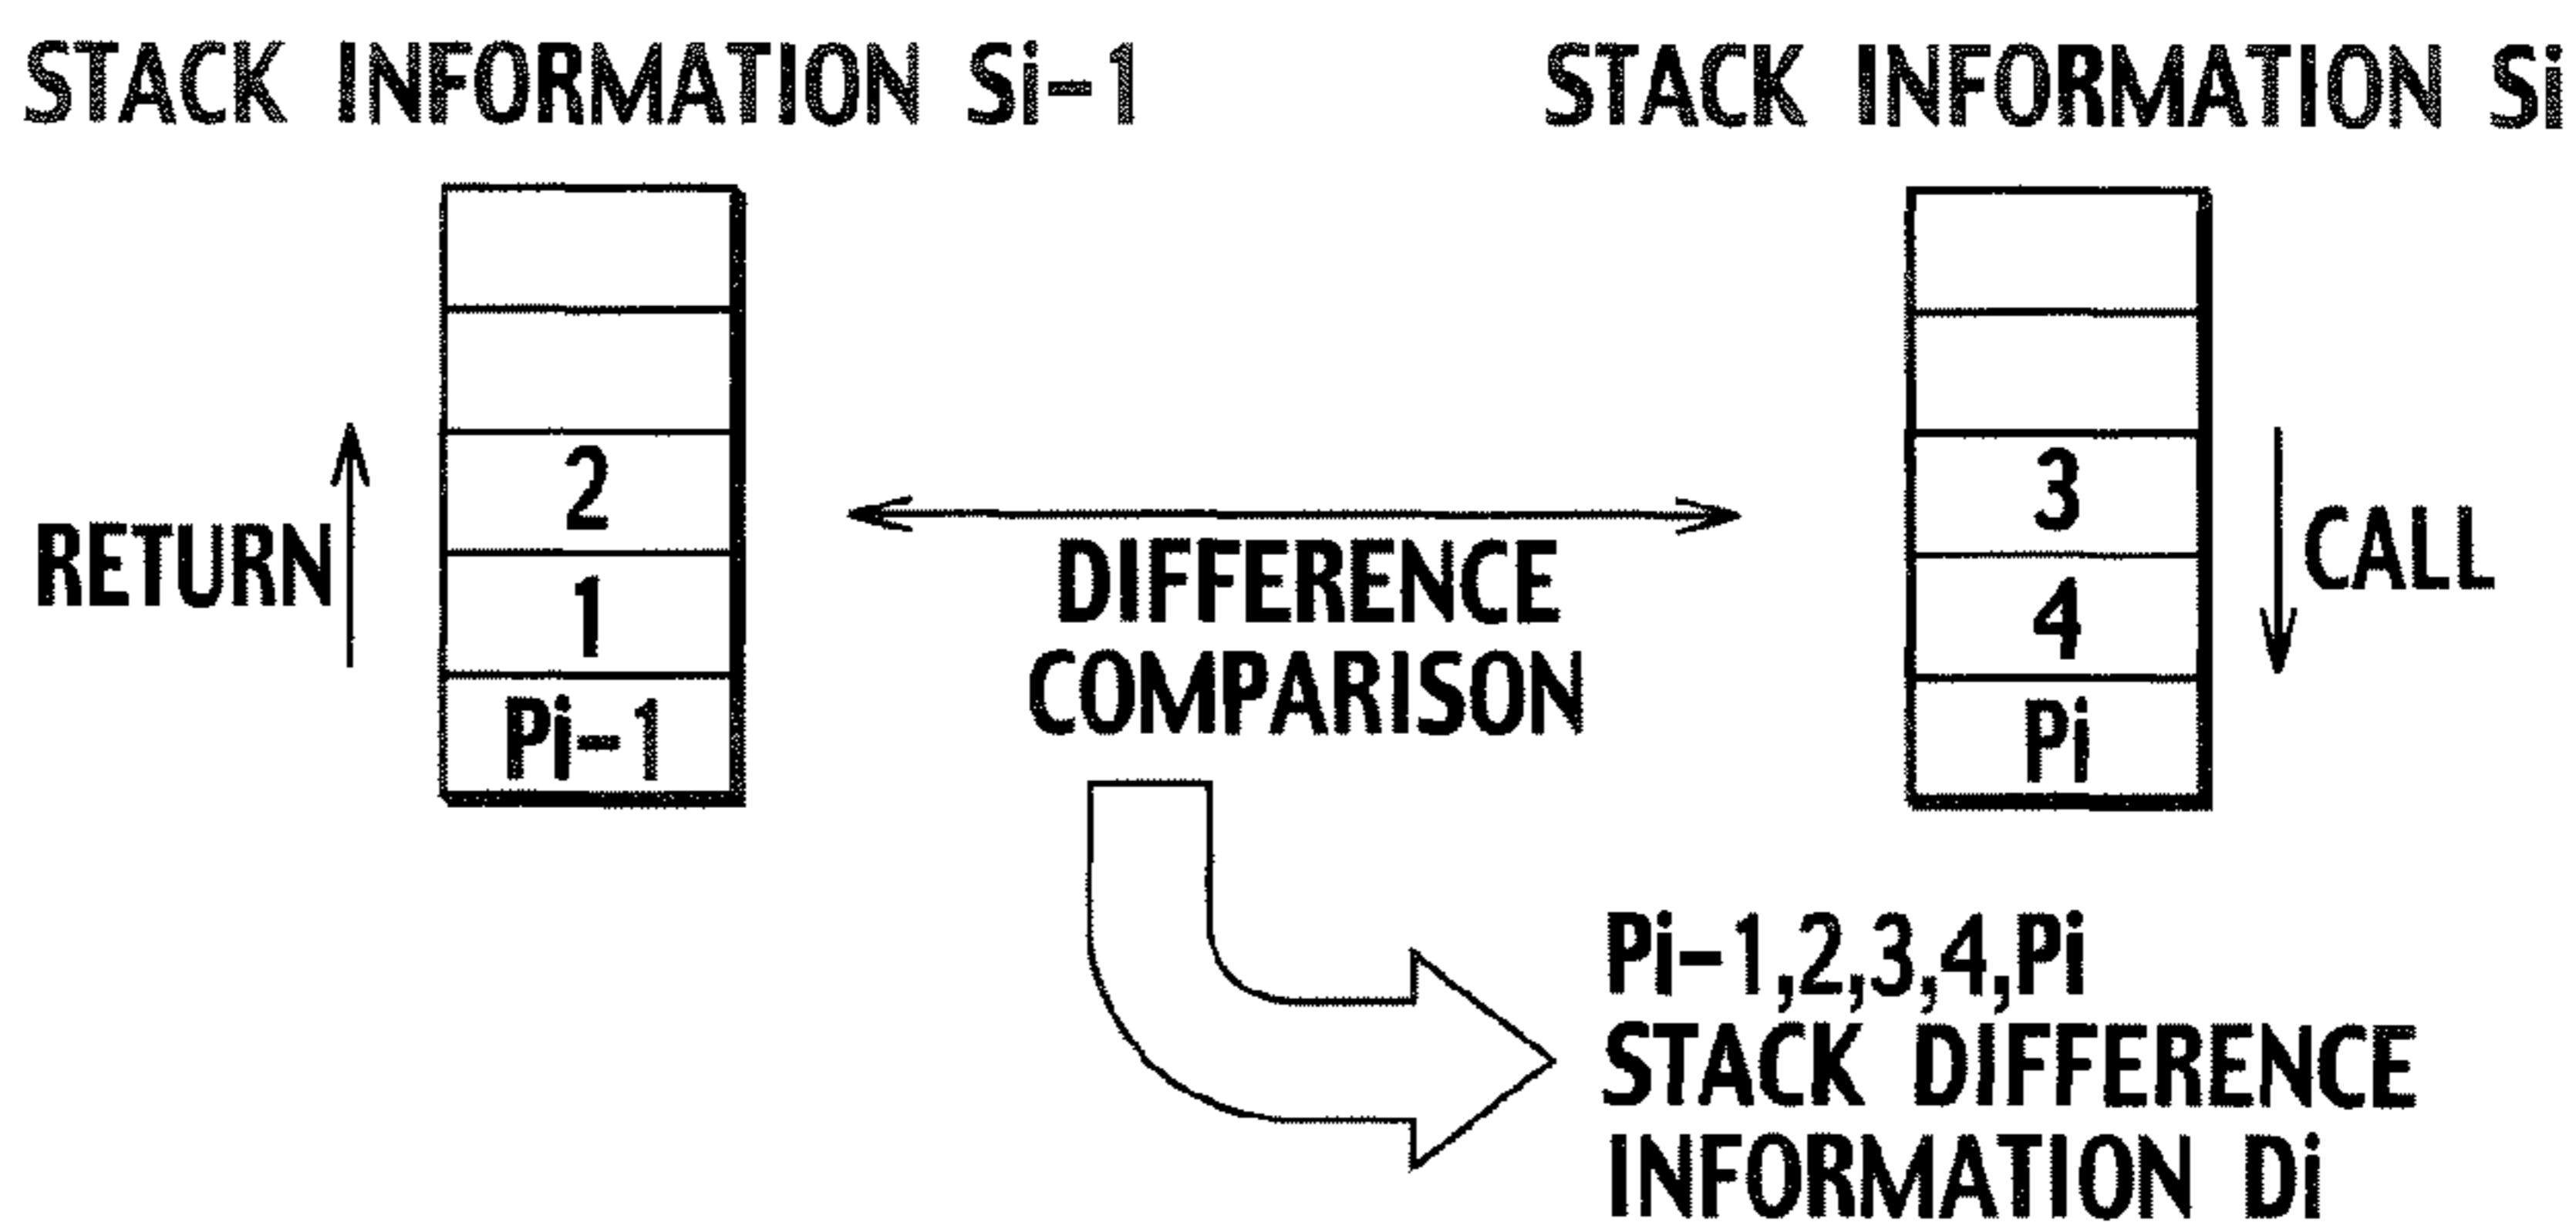 STACK INFORMATION Si-1
STACK INFORMATION Si
2
1
Pi-1
RETURN
DIFFERENCE
COMPARISON
3
4
Pi
CALL
Pi-1,2,3,4,Pi
STACK DIFFERENCE
INFORMATION Di